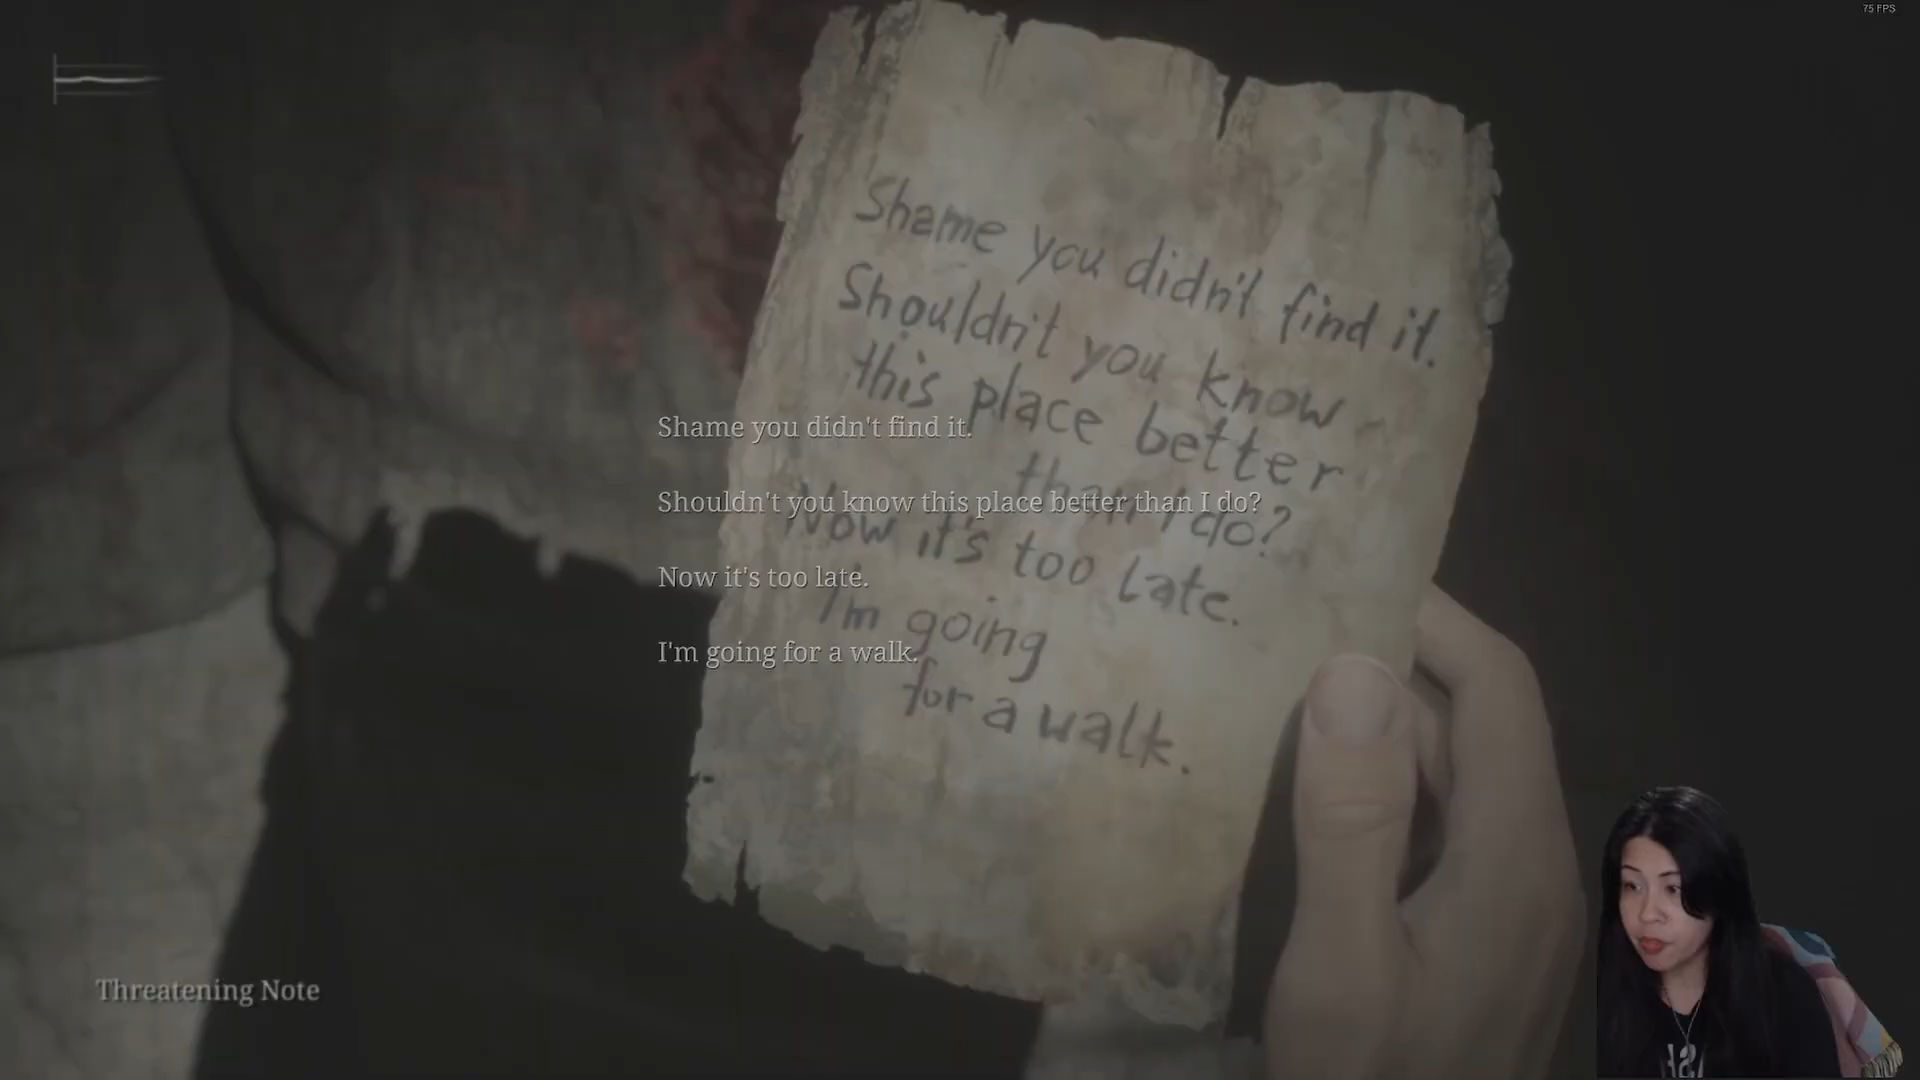 75 FPS
Shame you didn't find it.
Shouldn't you know
this place better
than I do?
Now it's too late.
I'm going
for a walk.
Shame you didn't find it.
Shouldn't you know this place better than I do?
Now it's too late.
I'm going for a walk.
Threatening Note